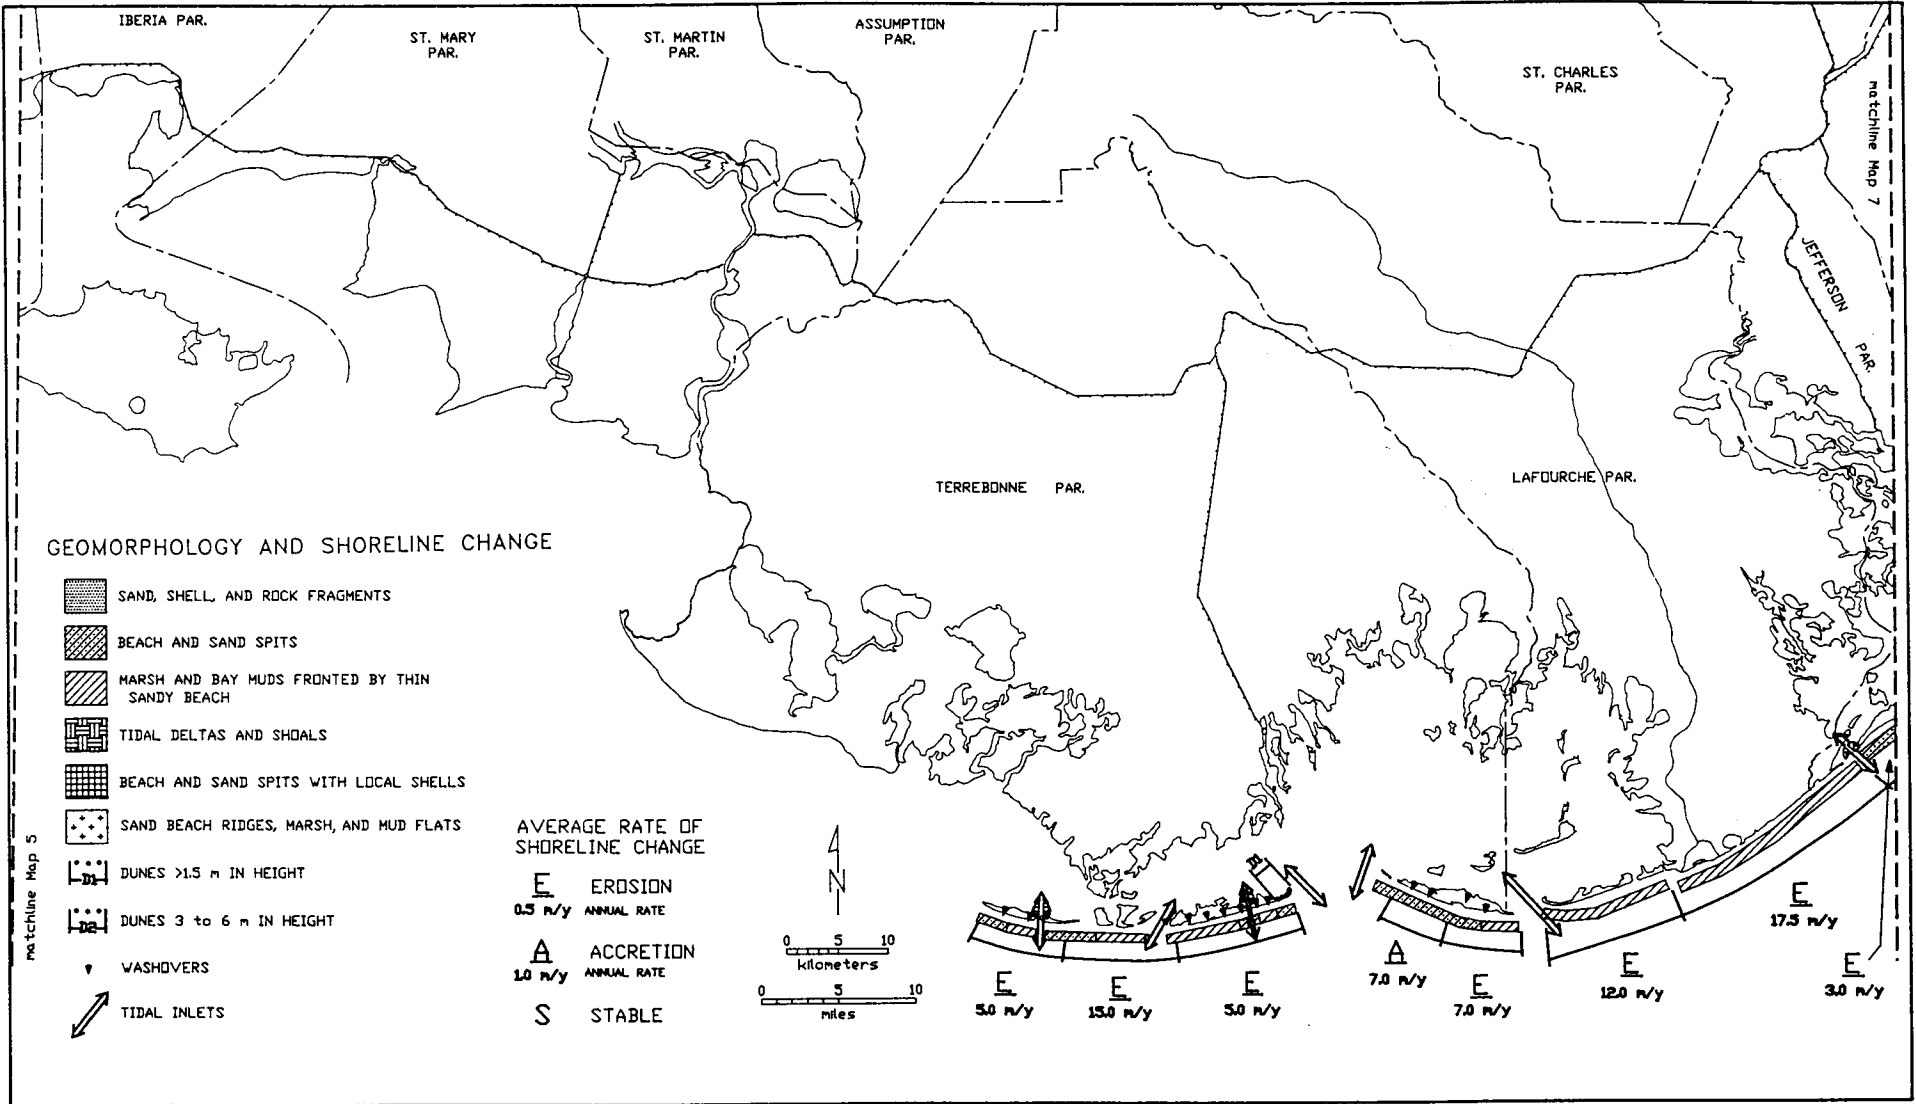 IBERIA PAR.
ST. MARY
PAR.
ST. MARTIN
PAR.
ASSUMPTION
PAR.
ST. CHARLES
PAR.
matchline Map 7
JEFFERSON
PAR.
TERREBONNE PAR.
LAFOURCHE PAR.
GEOMORPHOLOGY AND SHORELINE CHANGE
SAND, SHELL, AND ROCK FRAGMENTS
BEACH AND SAND SPITS
MARSH AND BAY MUDS FRONTED BY THIN
SANDY BEACH
TIDAL DELTAS AND SHOALS
BEACH AND SAND SPITS WITH LOCAL SHELLS
SAND BEACH RIDGES, MARSH, AND MUD FLATS
D1 DUNES >1.5 m IN HEIGHT
D2 DUNES 3 to 6 m IN HEIGHT
WASHOVERS
TIDAL INLETS
matchline Map 5
AVERAGE RATE OF
SHORELINE CHANGE
E EROSION
0.5 m/y ANNUAL RATE
A ACCRETION
1.0 m/y ANNUAL RATE
S STABLE
N
0 5 10
kilometers
0 5 10
miles
E
5.0 m/y
E
15.0 m/y
E
5.0 m/y
A
7.0 m/y
E
7.0 m/y
E
12.0 m/y
E
17.5 m/y
E
3.0 m/y